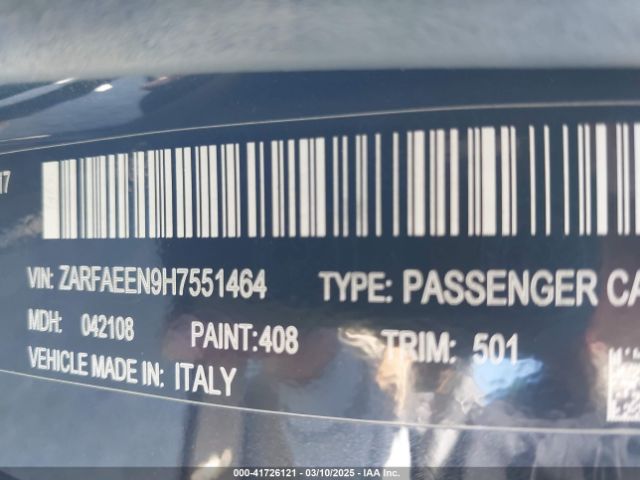 17
VIN: ZARFAEEN9H7551464 TYPE: PASSENGER CA
MDH: 042108 PAINT:408 TRIM: 501
VEHICLE MADE IN: ITALY
000-41726121 - 03/10/2025 - IAA Inc.